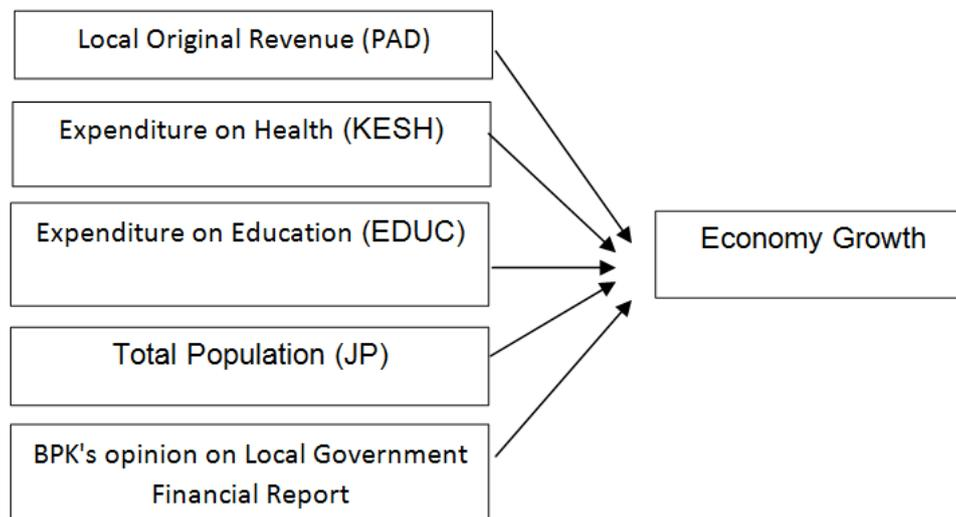 Local Original Revenue (PAD)
Expenditure on Health (KESH)
Expenditure on Education (EDUC)
Total Population (JP)
BPK's opinion on Local Government
Financial Report
Economy Growth